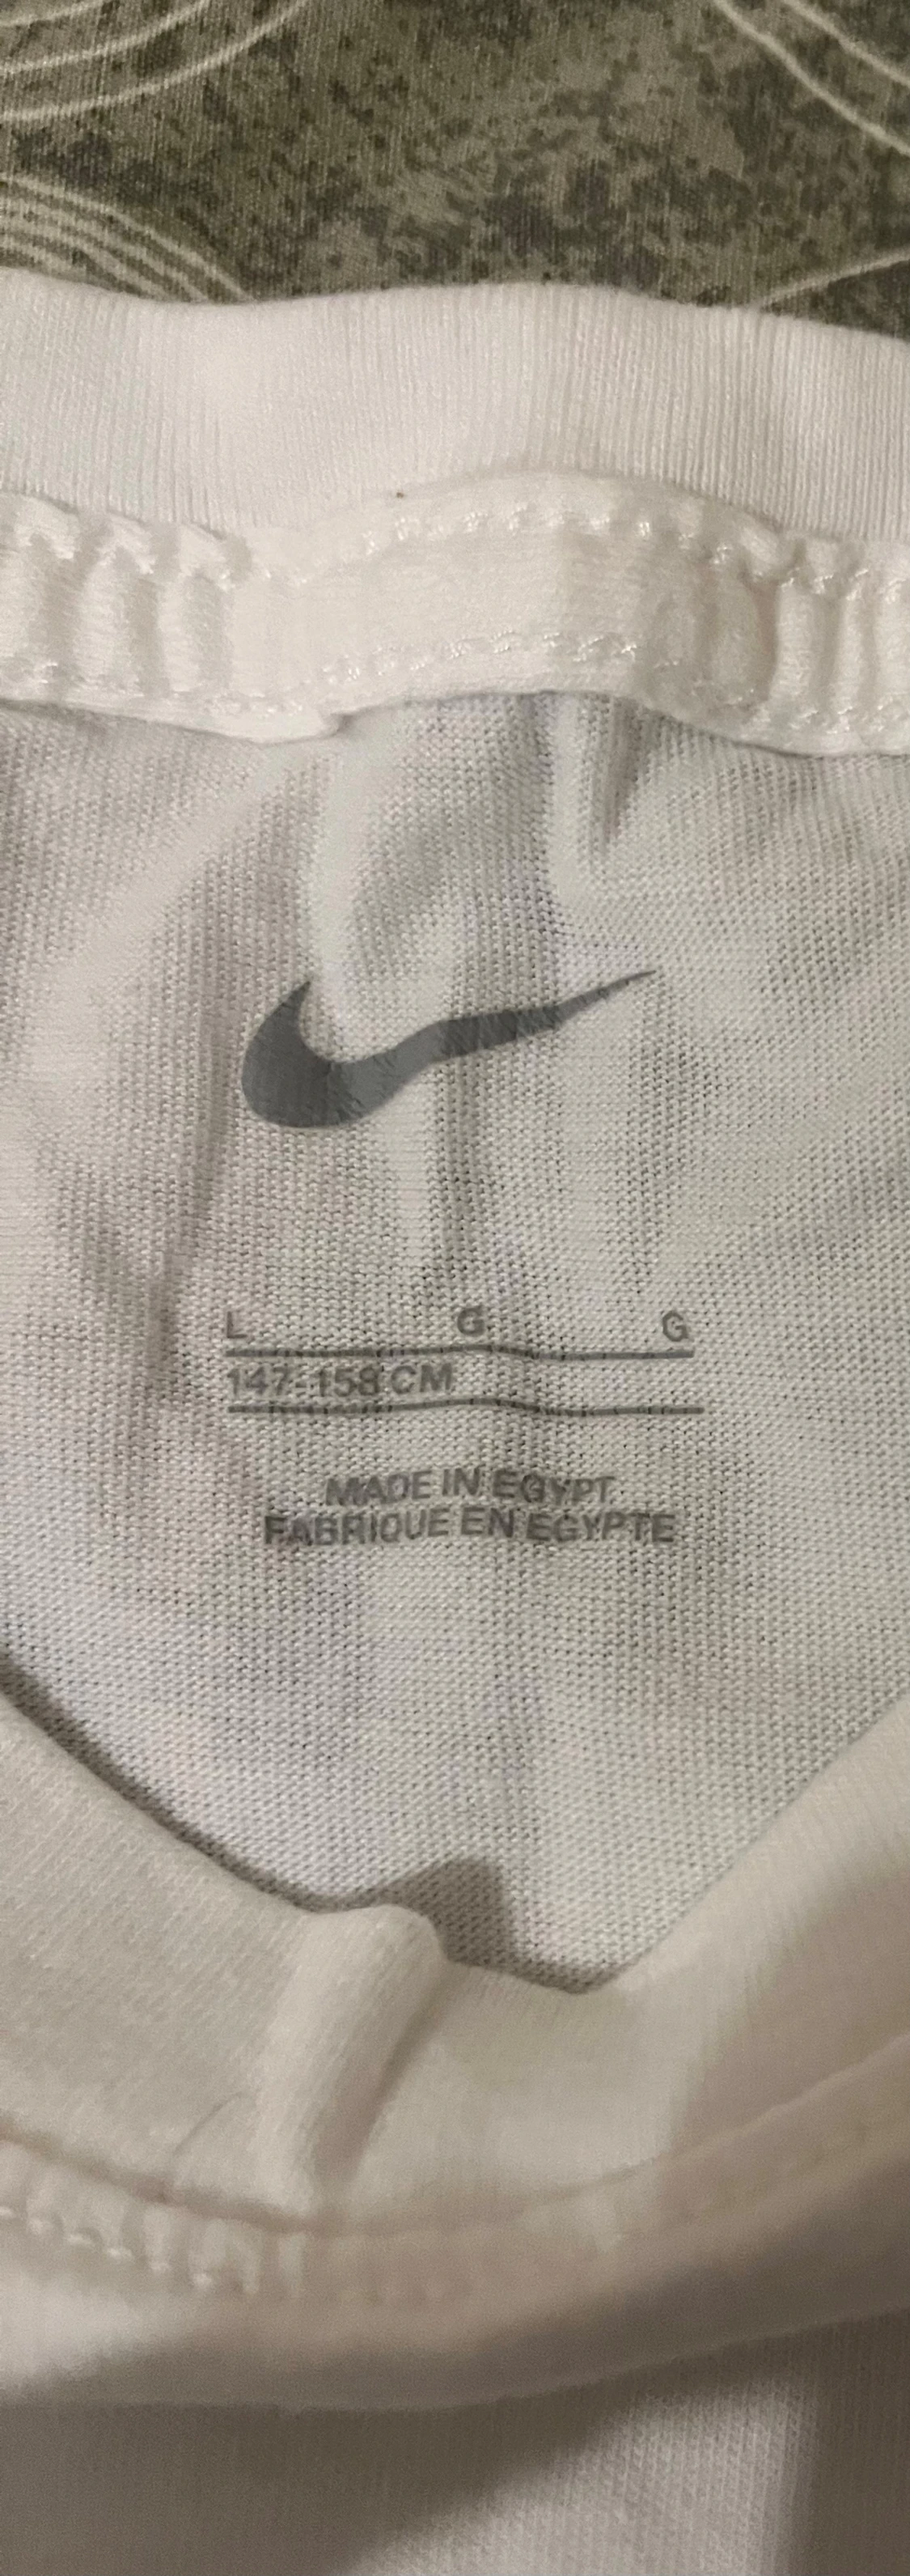 L G G
147-158 CM
MADE IN EGYPT
FABRIQUE EN EGYPTE